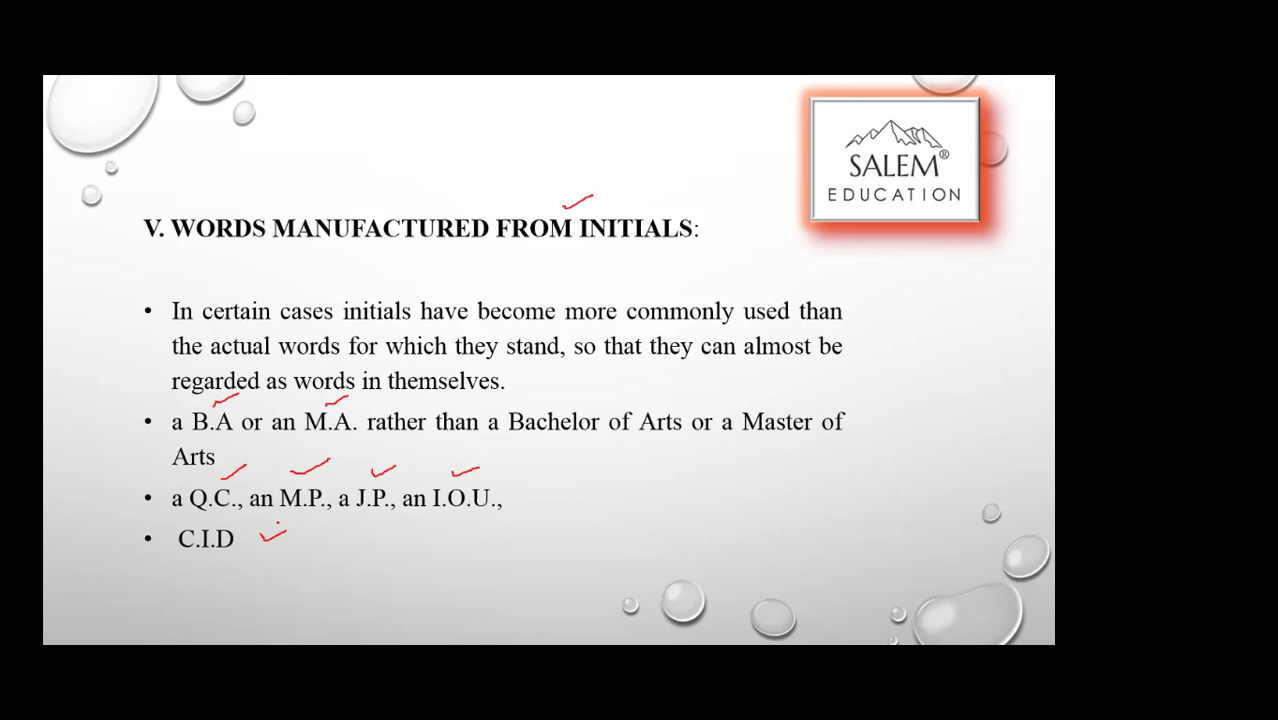 SALEM®
EDUCATION
V. WORDS MANUFACTURED FROM INITIALS:
• In certain cases initials have become more commonly used than
the actual words for which they stand, so that they can almost be
regarded as words in themselves.
• a B.A or an M.A. rather than a Bachelor of Arts or a Master of
Arts
• a Q.C., an M.P., a J.P., an I.O.U.,
• C.I.D